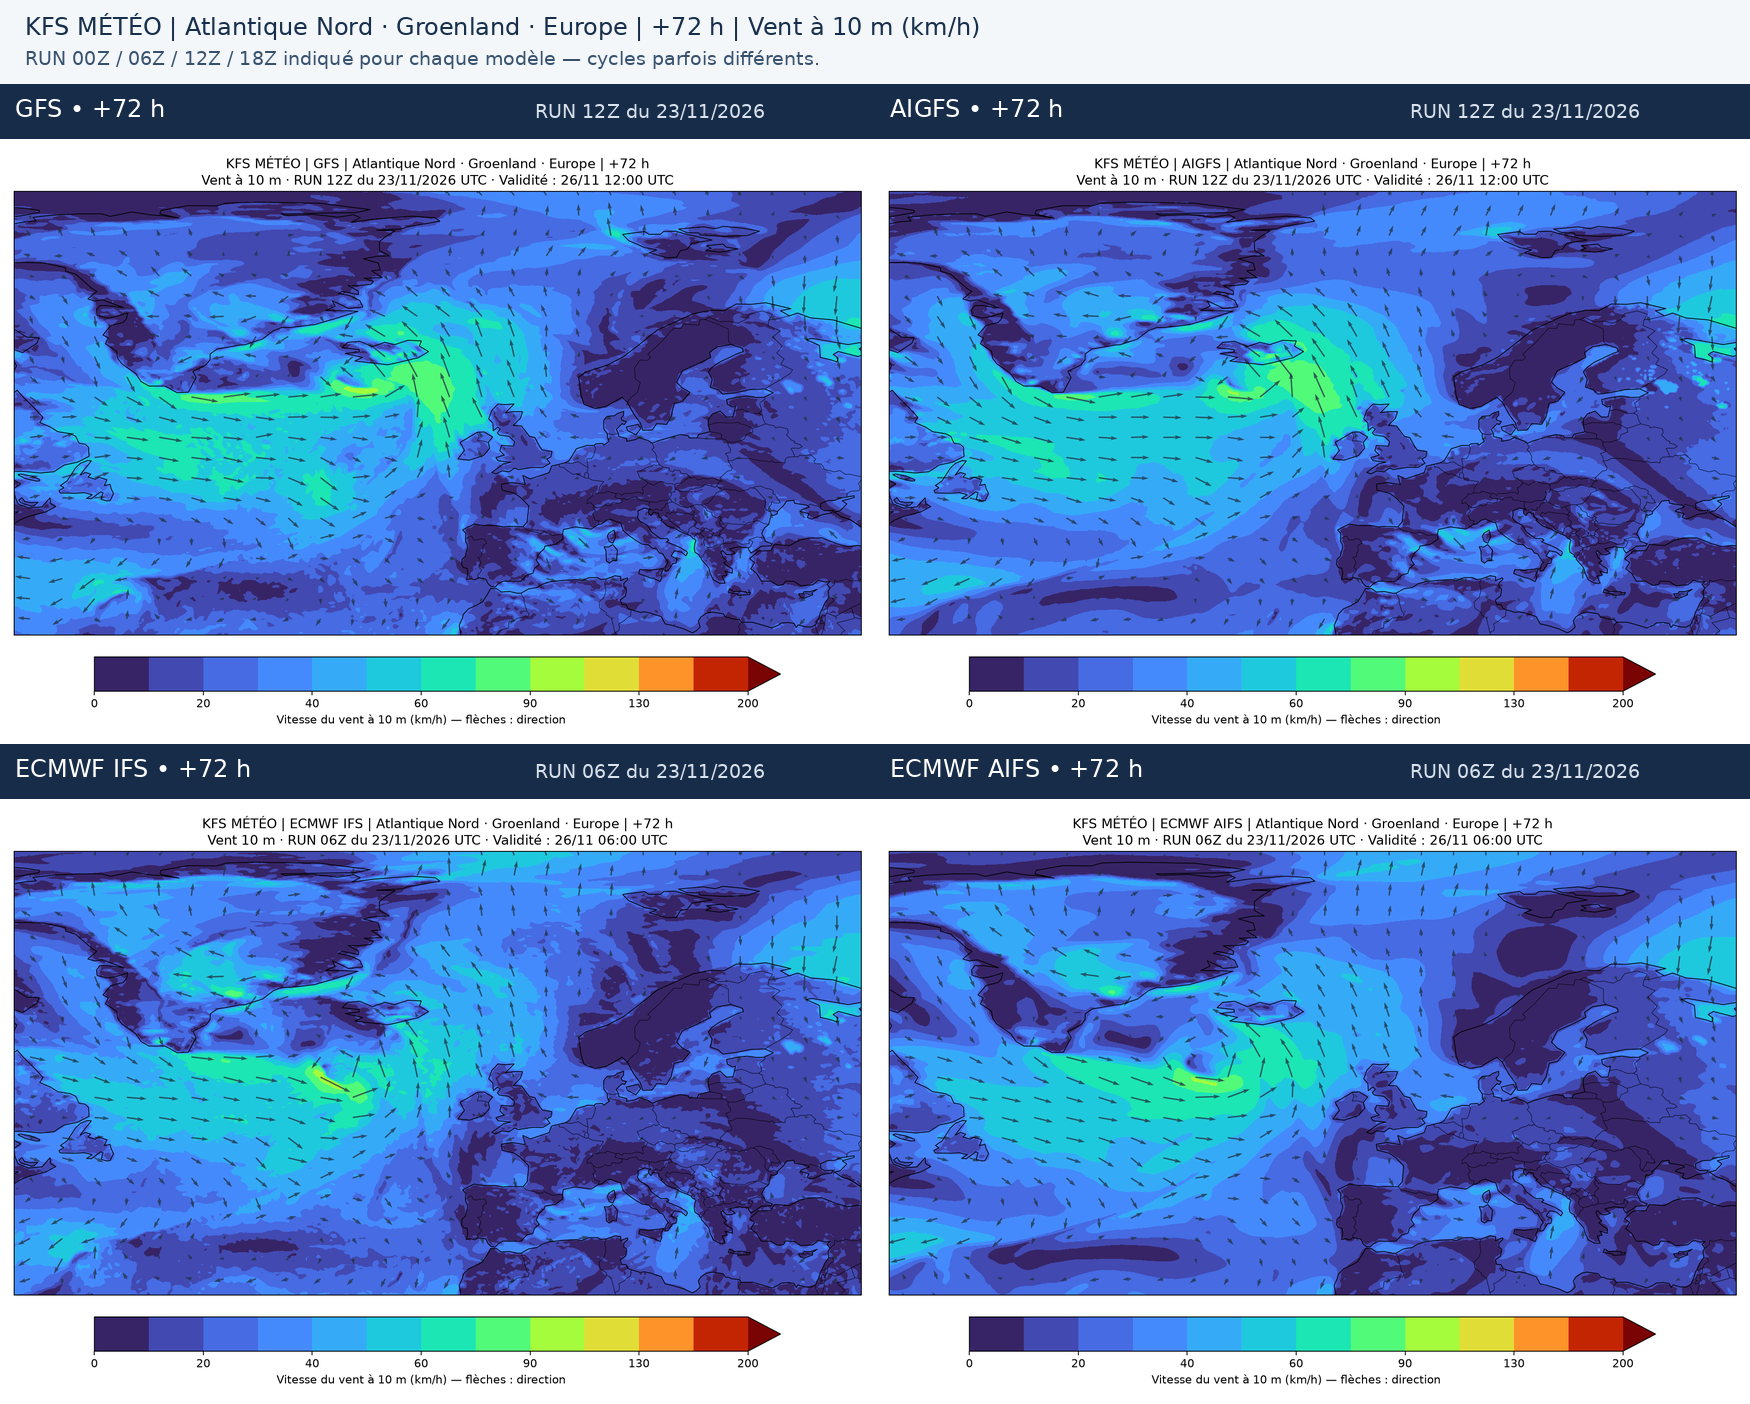 KFS MÉTÉO | Atlantique Nord · Groenland · Europe | +72 h | Vent à 10 m (km/h)
RUN 00Z / 06Z / 12Z / 18Z indiqué pour chaque modèle — cycles parfois différents.
GFS • +72 h
RUN 12Z du 23/11/2026
KFS MÉTÉO | GFS | Atlantique Nord · Groenland · Europe | +72 h
Vent à 10 m · RUN 12Z du 23/11/2026 UTC · Validité : 26/11 12:00 UTC
0 20 40 60 90 130 200
Vitesse du vent à 10 m (km/h) — flèches : direction
AIGFS • +72 h
RUN 12Z du 23/11/2026
KFS MÉTÉO | AIGFS | Atlantique Nord · Groenland · Europe | +72 h
Vent à 10 m · RUN 12Z du 23/11/2026 UTC · Validité : 26/11 12:00 UTC
0 20 40 60 90 130 200
Vitesse du vent à 10 m (km/h) — flèches : direction
ECMWF IFS • +72 h
RUN 06Z du 23/11/2026
KFS MÉTÉO | ECMWF IFS | Atlantique Nord · Groenland · Europe | +72 h
Vent 10 m · RUN 06Z du 23/11/2026 UTC · Validité : 26/11 06:00 UTC
0 20 40 60 90 130 200
Vitesse du vent à 10 m (km/h) — flèches : direction
ECMWF AIFS • +72 h
RUN 06Z du 23/11/2026
KFS MÉTÉO | ECMWF AIFS | Atlantique Nord · Groenland · Europe | +72 h
Vent 10 m · RUN 06Z du 23/11/2026 UTC · Validité : 26/11 06:00 UTC
0 20 40 60 90 130 200
Vitesse du vent à 10 m (km/h) — flèches : direction